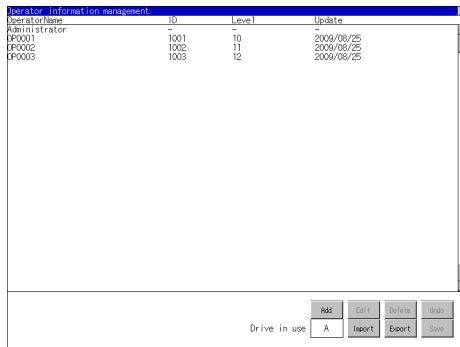 Operator information management
OperatorName ID Level Update
Administrator - - -
OP0001 1001 10 2009/08/25
OP0002 1002 11 2009/08/25
OP0003 1003 12 2009/08/25
Add Edit Delete Undo
Drive in use A Import Export Save